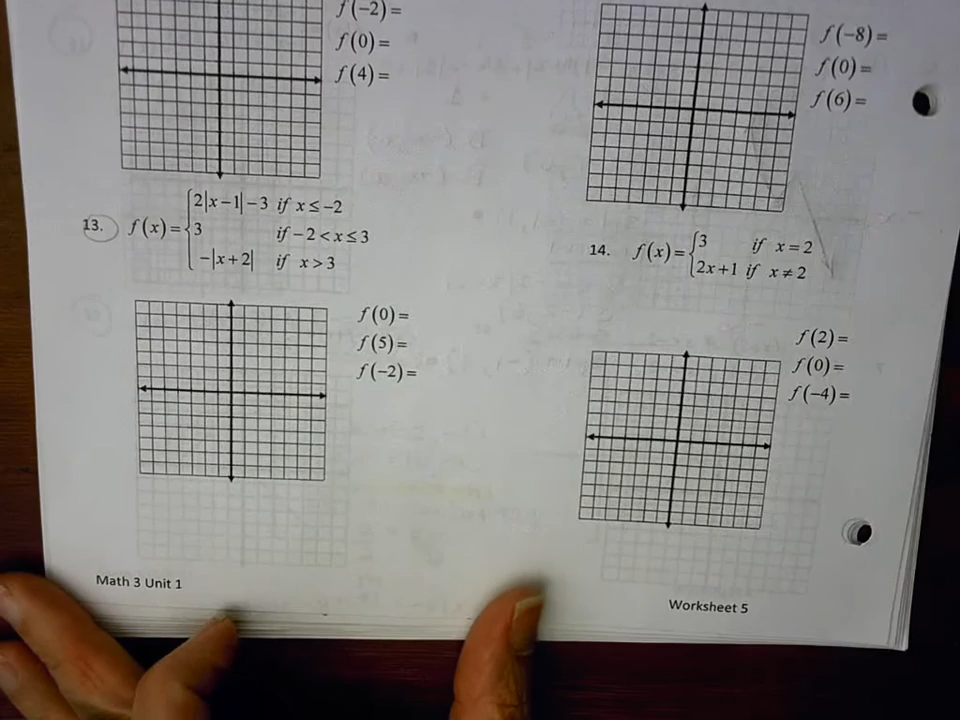 f(−2)=
f(0)=
f(4)=
f(−8)=
f(0)=
f(6)=
13. f(x)={2|x−1|−3 if x≤−2
3 if −2<x≤3
−|x+2| if x>3
f(0)=
f(5)=
f(−2)=
14. f(x)={3 if x=2
2x+1 if x≠2
f(2)=
f(0)=
f(−4)=
Math 3 Unit 1
Worksheet 5